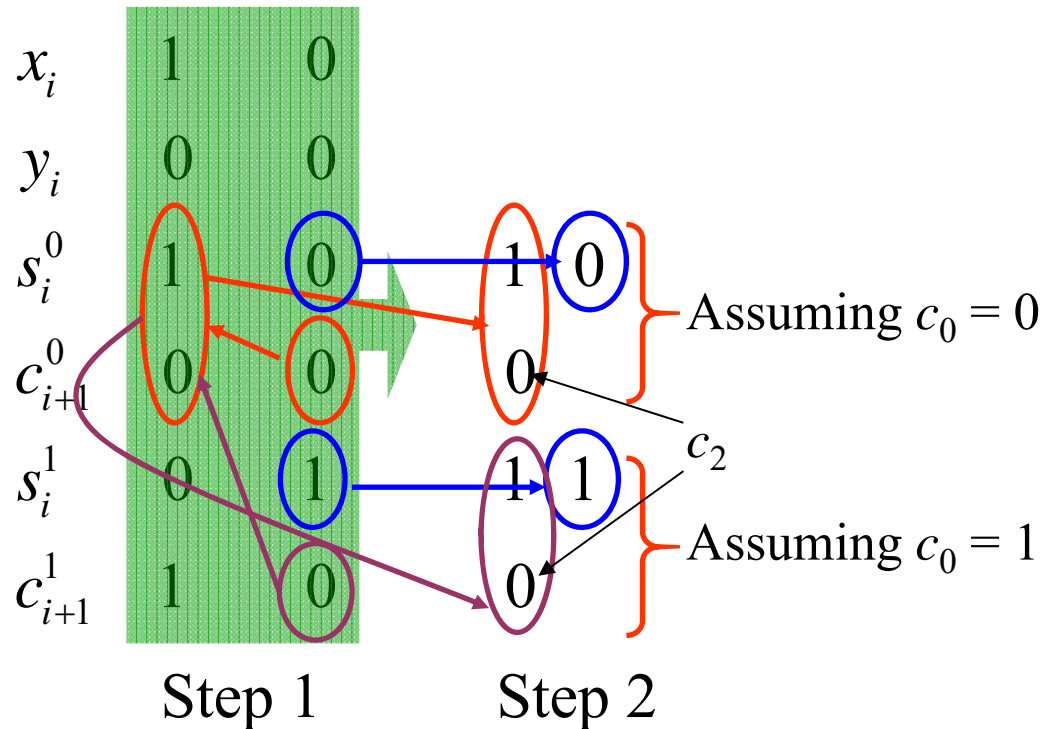 x_i 1 0
y_i 0 0
s_i^0 1 0 1 0
Assuming c_0 = 0
c_{i+1}^0 0 0 0
c_2
s_i^1 0 1 1 1
Assuming c_0 = 1
c_{i+1}^1 1 0 0
Step 1 Step 2